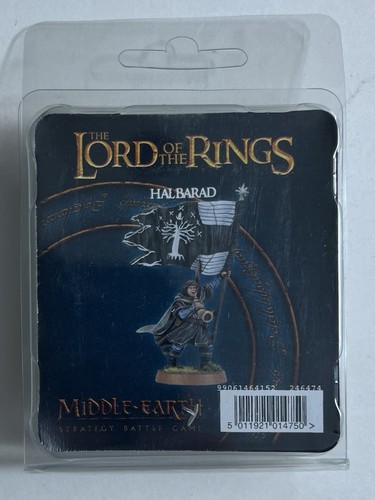 THE
LORD OF THE RINGS
HALBARAD
99061464152 246474
MIDDLE-EARTH
STRATEGY BATTLE GAME
5 011921 014750 >